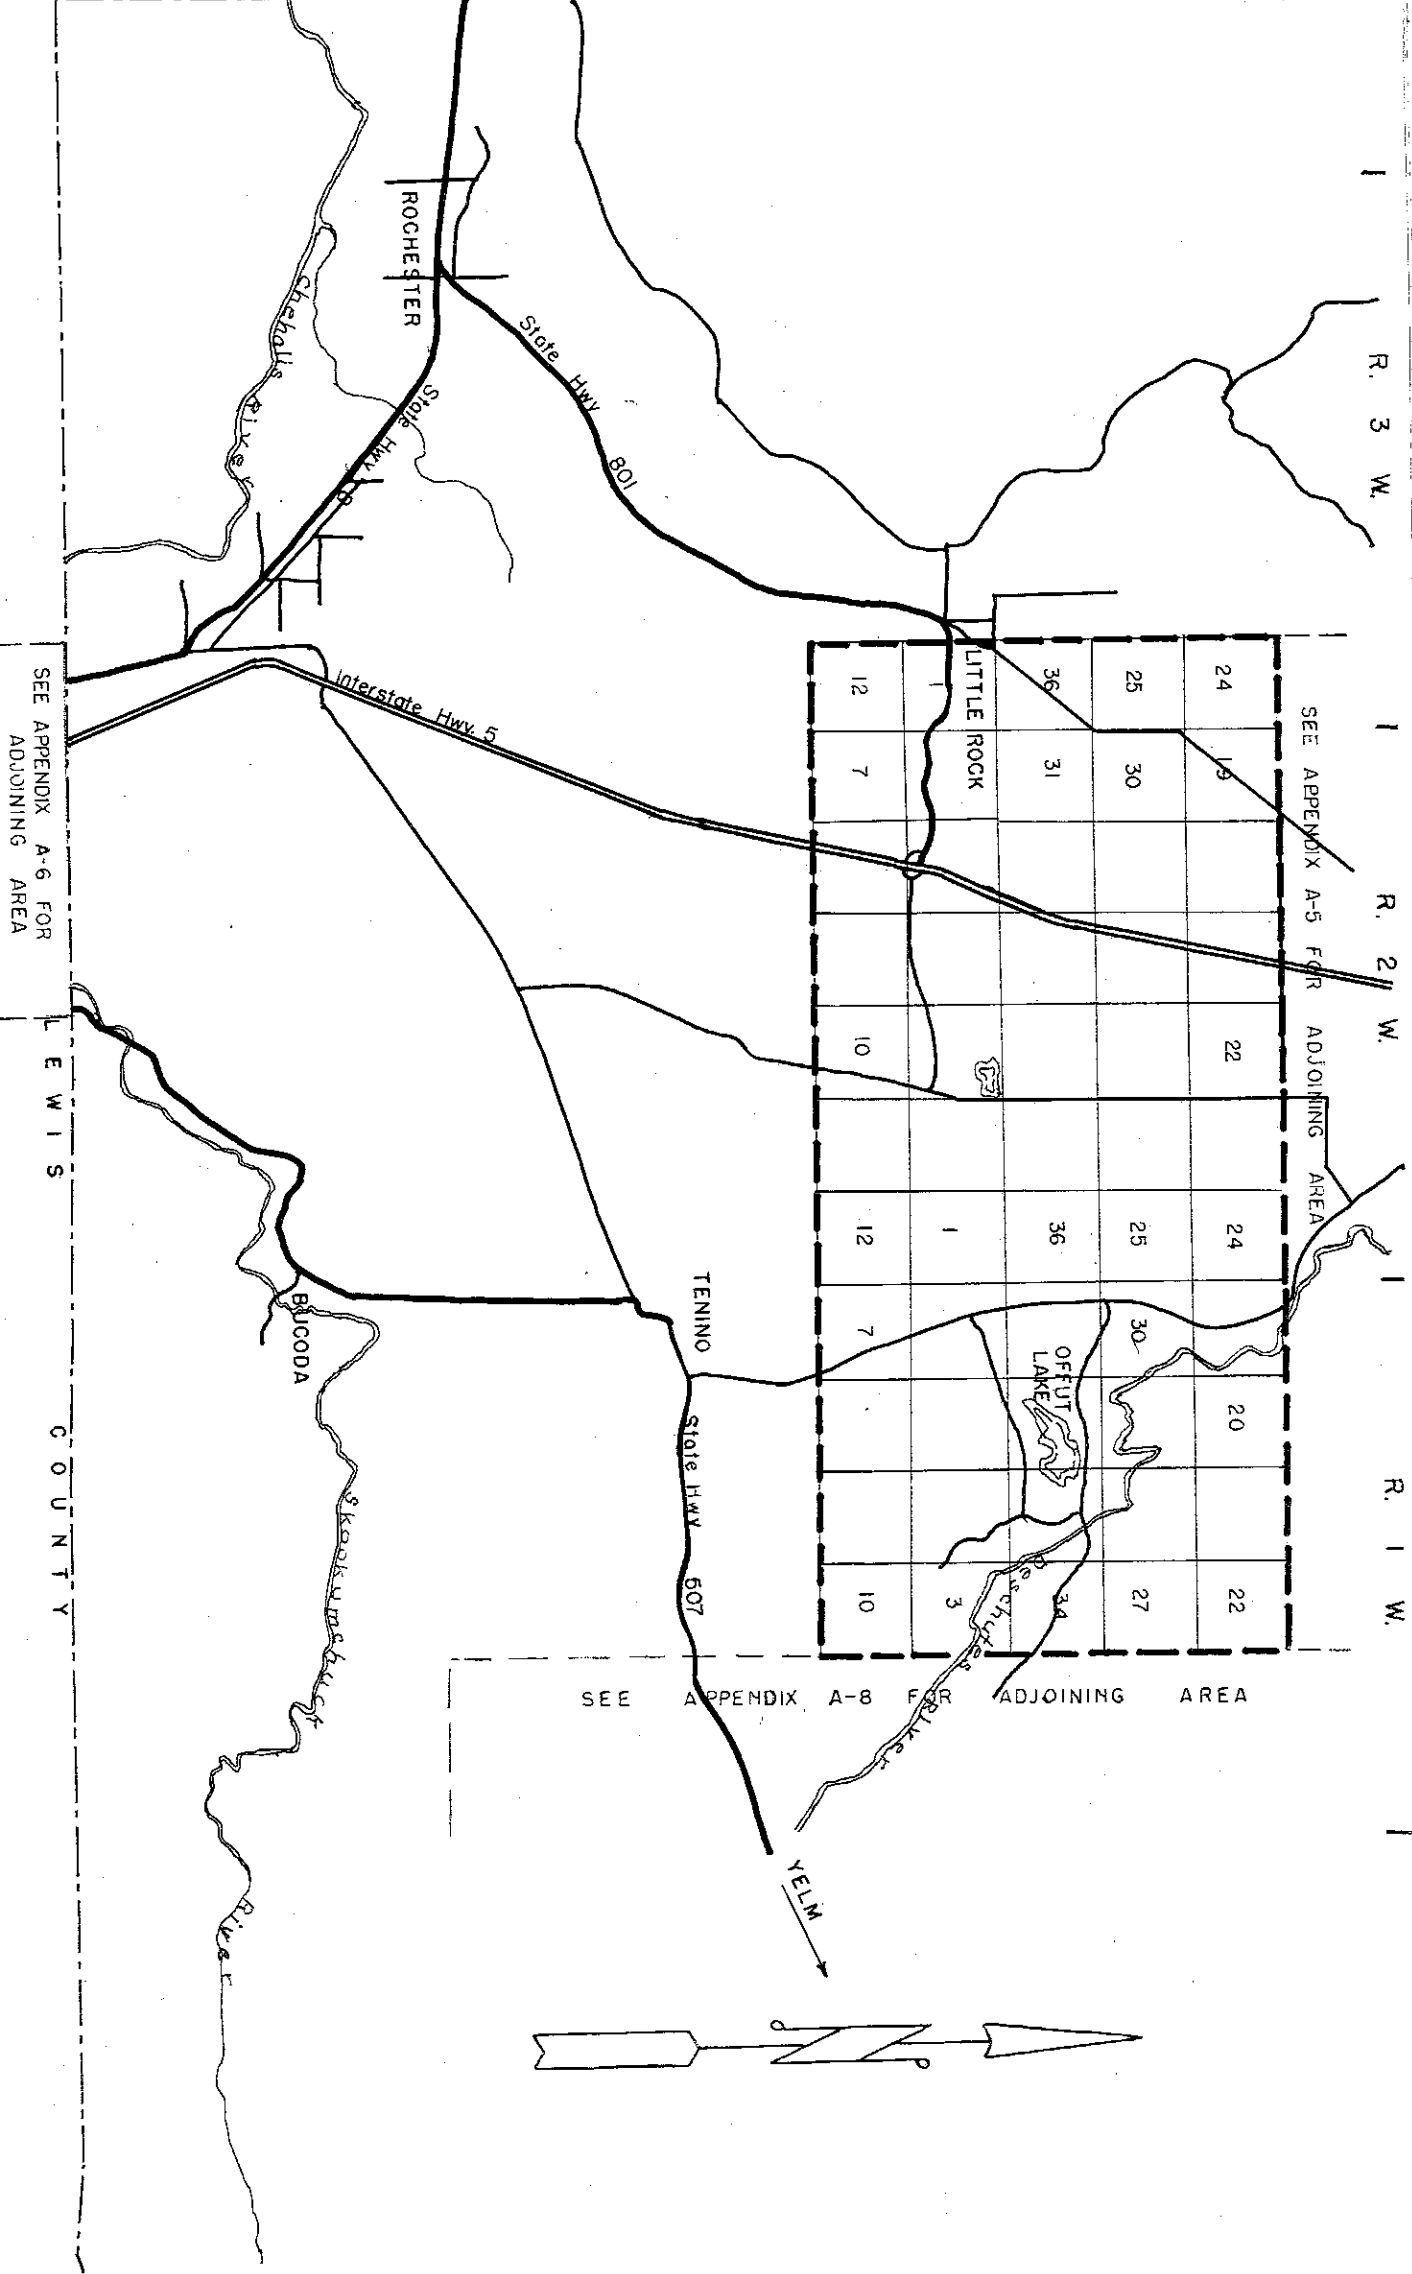 R. 3 W.
R. 2 W.
R. 1 W.
SEE APPENDIX A-5 FOR ADJOINING AREA
24
19
22
24
20
22
25
30
25
30
27
36
31
36
34
LITTLE ROCK
OFFUT
LAKE
1
1
3
12
7
10
12
7
10
Deschutes River
SEE APPENDIX A-8 FOR ADJOINING AREA
YELM
State Hwy 801
TENINO
State Hwy 507
Interstate Hwy. 5
ROCHESTER
State Hwy
Chehalis River
BUCODA
Skookumchuck River
LEWIS COUNTY
SEE APPENDIX A-6 FOR
ADJOINING AREA